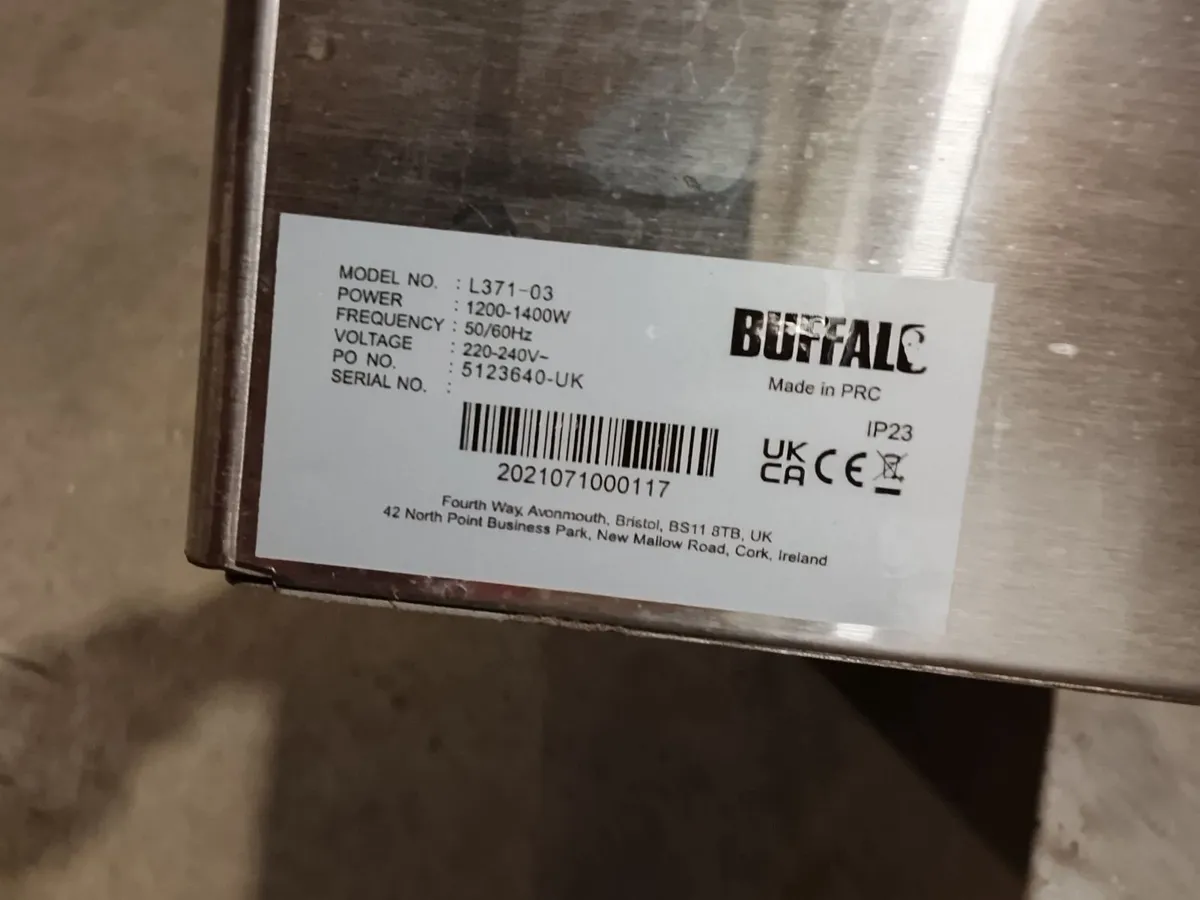 MODEL NO. : L371-03
POWER : 1200-1400W
FREQUENCY : 50/60Hz
VOLTAGE : 220-240V~
PO NO. : 5123640-UK
SERIAL NO. :
2021071000117
BUFFALO
Made in PRC
IP23
UK
CA CE
Fourth Way, Avonmouth, Bristol, BS11 8TB, UK
42 North Point Business Park, New Mallow Road, Cork, Ireland